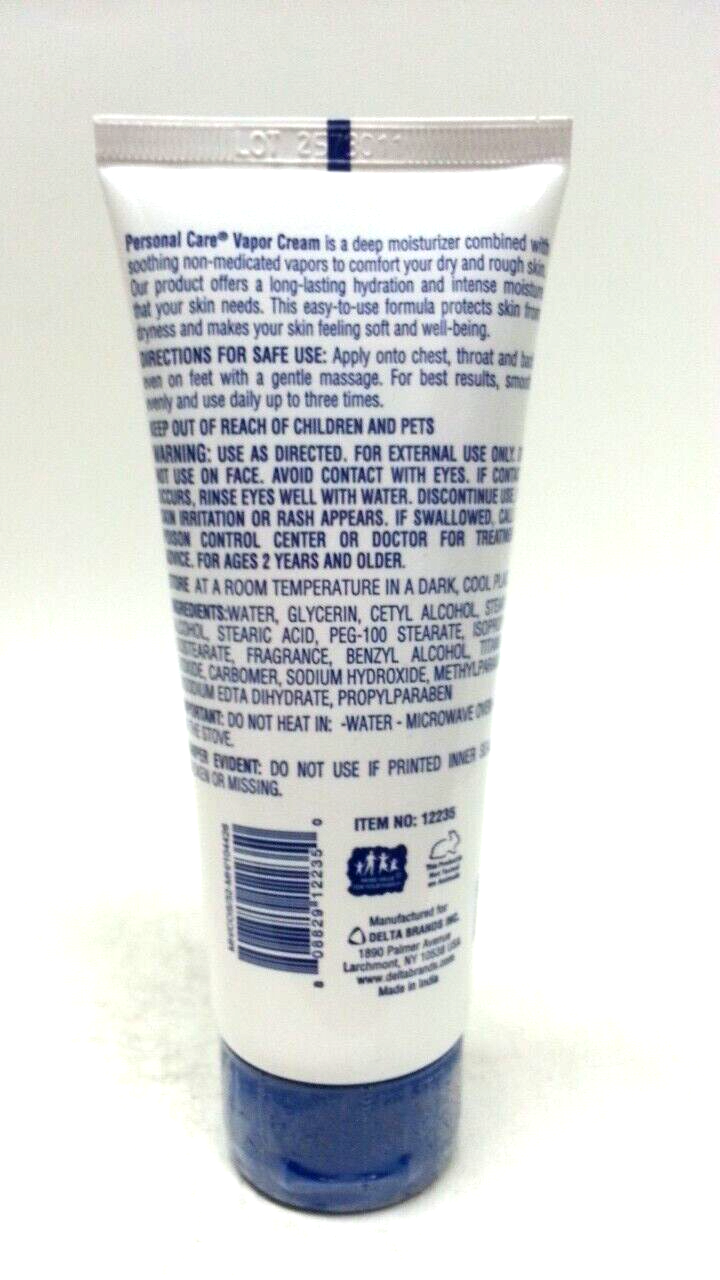 LOT 2573011
Personal Care® Vapor Cream is a deep moisturizer combined with
soothing non-medicated vapors to comfort your dry and rough skin
Our product offers a long-lasting hydration and intense moisture
that your skin needs. This easy-to-use formula protects skin from
dryness and makes your skin feeling soft and well-being.
DIRECTIONS FOR SAFE USE: Apply onto chest, throat and
even on feet with a gentle massage. For best results,
evenly and use daily up to three times.
KEEP OUT OF REACH OF CHILDREN AND PETS
WARNING: USE AS DIRECTED. FOR EXTERNAL USE ONLY.
NOT USE ON FACE. AVOID CONTACT WITH EYES. IF
OCCURS, RINSE EYES WELL WITH WATER. DISCONTINUE USE
IRRITATION OR RASH APPEARS. IF SWALLOWED,
CONTROL CENTER OR DOCTOR FOR
FOR AGES 2 YEARS AND OLDER.
AT A ROOM TEMPERATURE IN A DARK, COOL
INGREDIENTS:WATER, GLYCERIN, CETYL ALCOHOL,
STEARIC ACID, PEG-100 STEARATE,
FRAGRANCE, BENZYL ALCOHOL,
CARBOMER, SODIUM HYDROXIDE,
EDTA DIHYDRATE, PROPYLPARABEN
DO NOT HEAT IN: -WATER - MICROWAVE
STOVE.
EVIDENT: DO NOT USE IF PRINTED INNER
OR MISSING.
ITEM NO: 12235
8 08829 12235 0
Manufactured for
DELTA BRANDS INC.
1890 Palmer Avenue
Larchmont, NY 10538 USA
www.deltabrands.com
Made in India